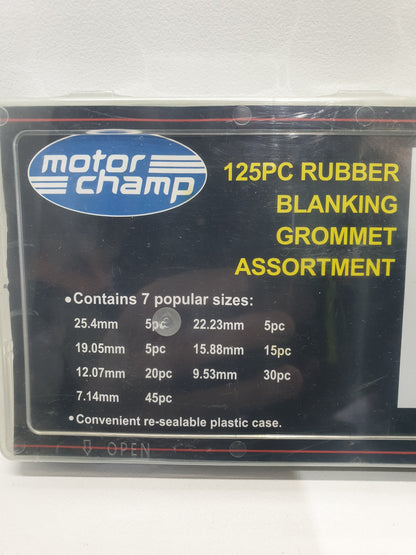 motor
champ
125PC RUBBER
BLANKING
GROMMET
ASSORTMENT
•Contains 7 popular sizes:
25.4mm 5pc 22.23mm 5pc
19.05mm 5pc 15.88mm 15pc
12.07mm 20pc 9.53mm 30pc
7.14mm 45pc
•Convenient re-sealable plastic case.
OPEN